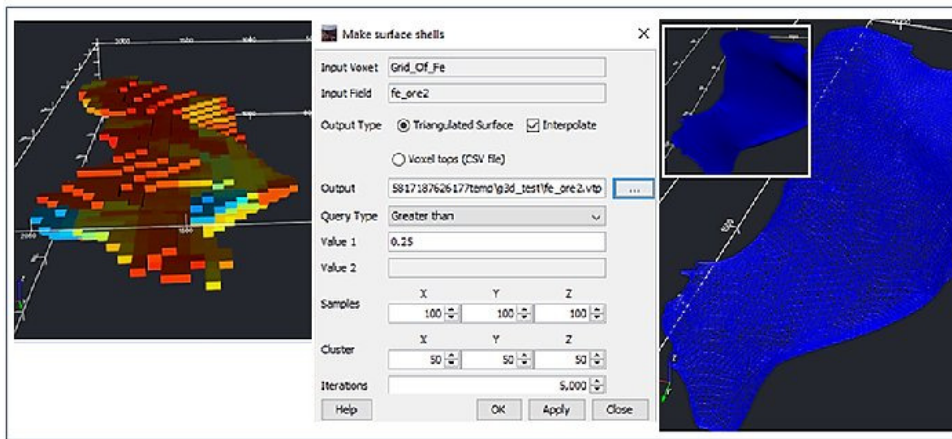 Make surface shells
Input Voxet Grid_Of_Fe
Input Field fe_ore2
Output Type Triangulated Surface Interpolate
Voxel tops (CSV file)
Output 5817187626177temp\g3d_test\fe_ore2.vtp ...
Query Type Greater than
Value 1 0.25
Value 2
X Y Z
Samples 100 100 100
X Y Z
Cluster 50 50 50
Iterations 5,000
Help OK Apply Close